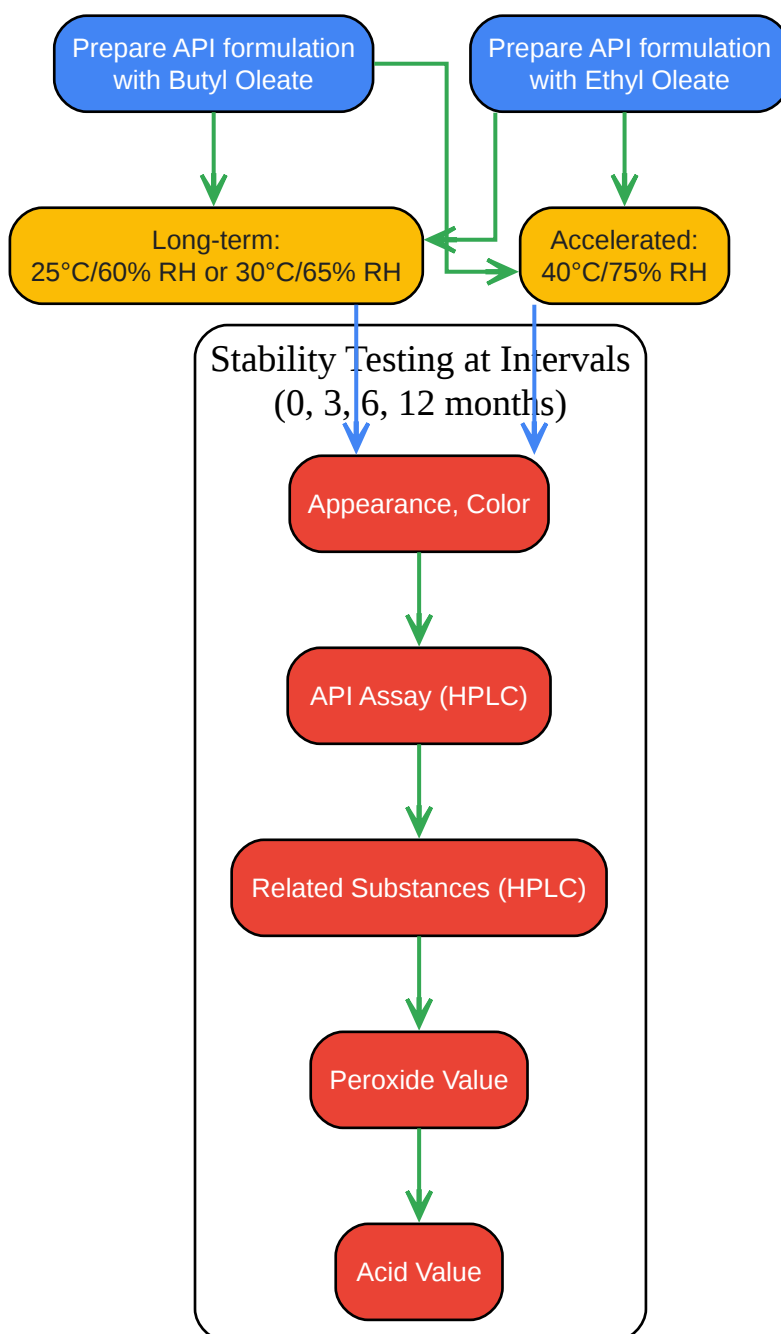 Prepare API formulation
with Butyl Oleate
Prepare API formulation
with Ethyl Oleate
Long-term:
25°C/60% RH or 30°C/65% RH
Accelerated:
40°C/75% RH
Stability Testing at Intervals
(0, 3, 6, 12 months)
Appearance, Color
API Assay (HPLC)
Related Substances (HPLC)
Peroxide Value
Acid Value